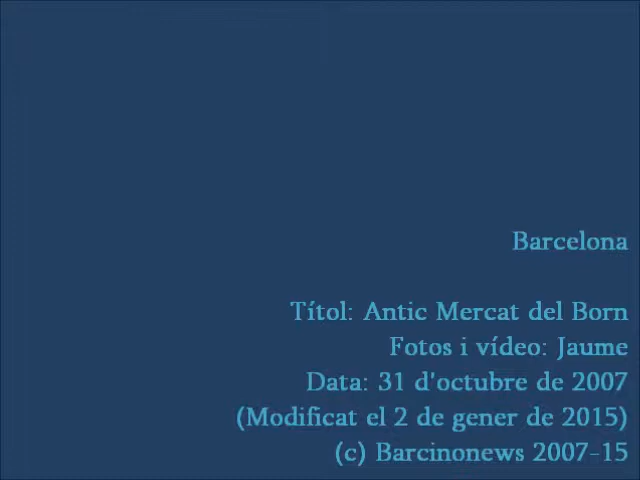 Barcelona
Títol: Antic Mercat del Born
Fotos i vídeo: Jaume
Data: 31 d'octubre de 2007
(Modificat el 2 de gener de 2015)
(c) Barcinonews 2007-15